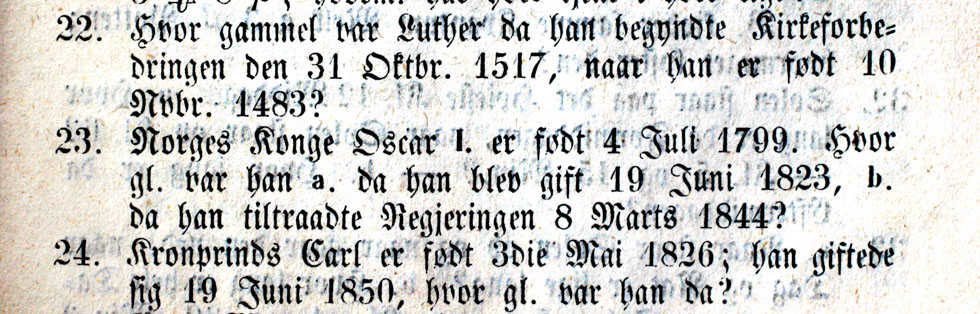 22. Hvor gammel var Luther da han begyndte Kirkeforbe=
dringen den 31 Oktbr. 1517, naar han er født 10
Nvbr. 1483?
23. Norges Konge Oscar I. er født 4 Juli 1799. Hvor
gl. var han a. da han blev gift 19 Juni 1823, b.
da han tiltraadte Regjeringen 8 Marts 1844?
24. Kronprinds Carl er født 3die Mai 1826; han giftede
sig 19 Juni 1850, hvor gl. var han da?